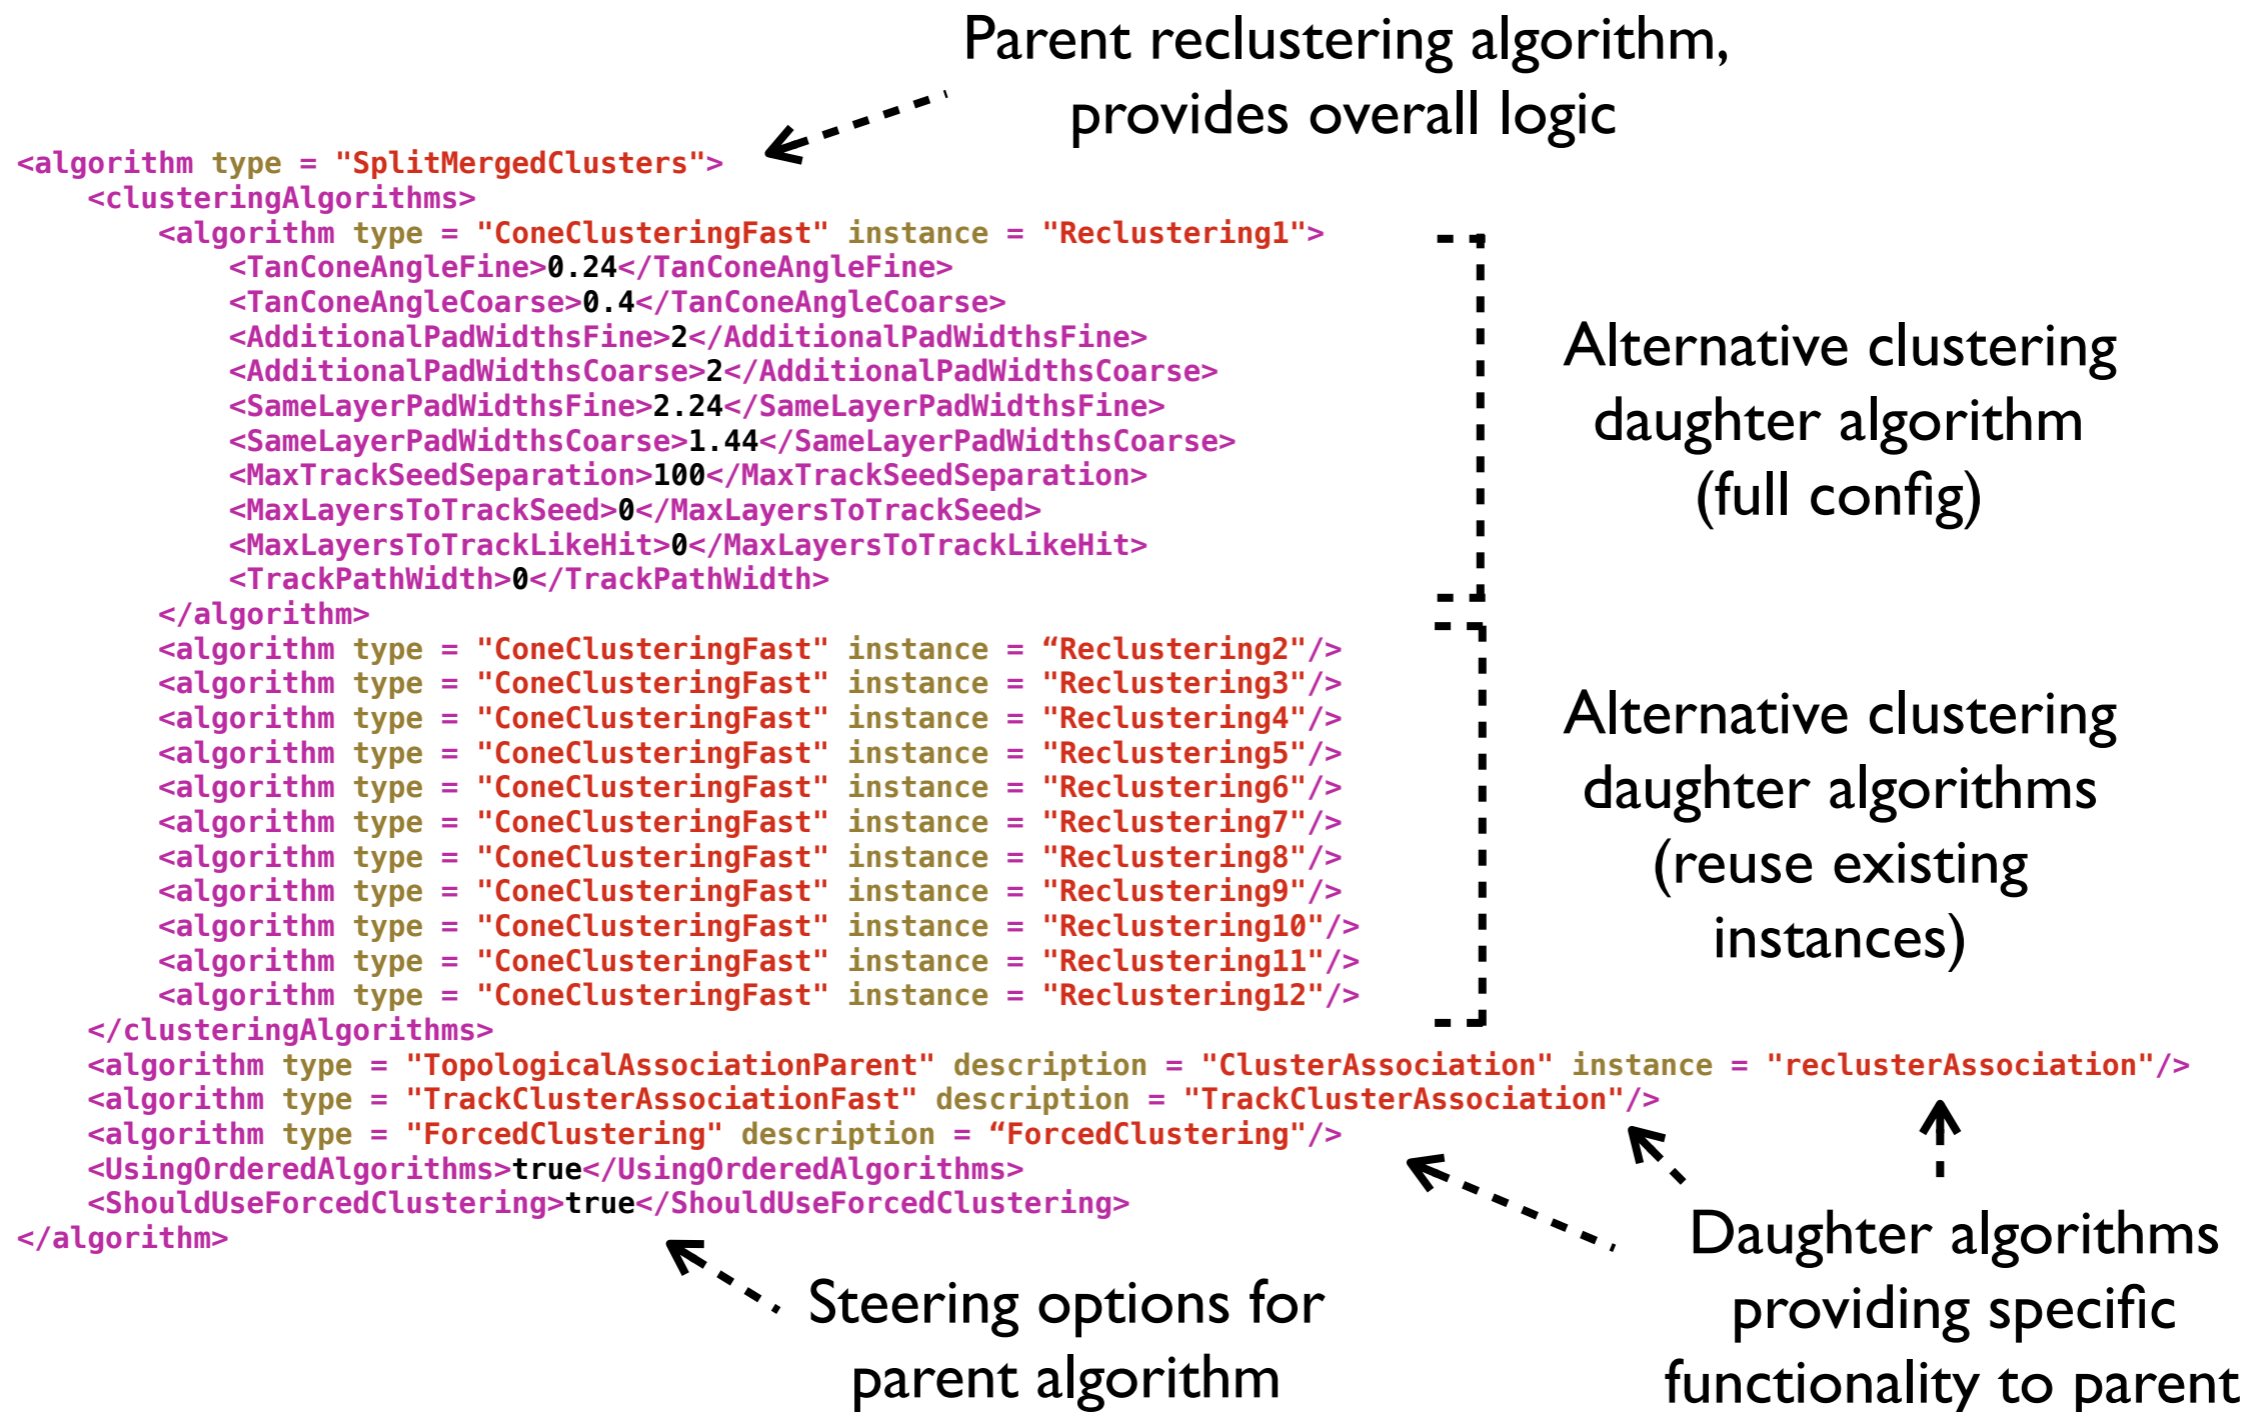 Parent reclustering algorithm,
provides overall logic
<algorithm type = "SplitMergedClusters">
    <clusteringAlgorithms>
        <algorithm type = "ConeClusteringFast" instance = "Reclustering1">
            <TanConeAngleFine>0.24</TanConeAngleFine>
            <TanConeAngleCoarse>0.4</TanConeAngleCoarse>
            <AdditionalPadWidthsFine>2</AdditionalPadWidthsFine>
            <AdditionalPadWidthsCoarse>2</AdditionalPadWidthsCoarse>
            <SameLayerPadWidthsFine>2.24</SameLayerPadWidthsFine>
            <SameLayerPadWidthsCoarse>1.44</SameLayerPadWidthsCoarse>
            <MaxTrackSeedSeparation>100</MaxTrackSeedSeparation>
            <MaxLayersToTrackSeed>0</MaxLayersToTrackSeed>
            <MaxLayersToTrackLikeHit>0</MaxLayersToTrackLikeHit>
            <TrackPathWidth>0</TrackPathWidth>
        </algorithm>
        <algorithm type = "ConeClusteringFast" instance = “Reclustering2"/>
        <algorithm type = "ConeClusteringFast" instance = "Reclustering3"/>
        <algorithm type = "ConeClusteringFast" instance = "Reclustering4"/>
        <algorithm type = "ConeClusteringFast" instance = "Reclustering5"/>
        <algorithm type = "ConeClusteringFast" instance = "Reclustering6"/>
        <algorithm type = "ConeClusteringFast" instance = "Reclustering7"/>
        <algorithm type = "ConeClusteringFast" instance = "Reclustering8"/>
        <algorithm type = "ConeClusteringFast" instance = "Reclustering9"/>
        <algorithm type = "ConeClusteringFast" instance = "Reclustering10"/>
        <algorithm type = "ConeClusteringFast" instance = "Reclustering11"/>
        <algorithm type = "ConeClusteringFast" instance = "Reclustering12"/>
    </clusteringAlgorithms>
    <algorithm type = "TopologicalAssociationParent" description = "ClusterAssociation" instance = "reclusterAssociation"/>
    <algorithm type = "TrackClusterAssociationFast" description = "TrackClusterAssociation"/>
    <algorithm type = "ForcedClustering" description = “ForcedClustering"/>
    <UsingOrderedAlgorithms>true</UsingOrderedAlgorithms>
    <ShouldUseForcedClustering>true</ShouldUseForcedClustering>
</algorithm>
Alternative clustering
daughter algorithm
(full config)
Alternative clustering
daughter algorithms
(reuse existing
instances)
Steering options for
parent algorithm
Daughter algorithms
providing specific
functionality to parent